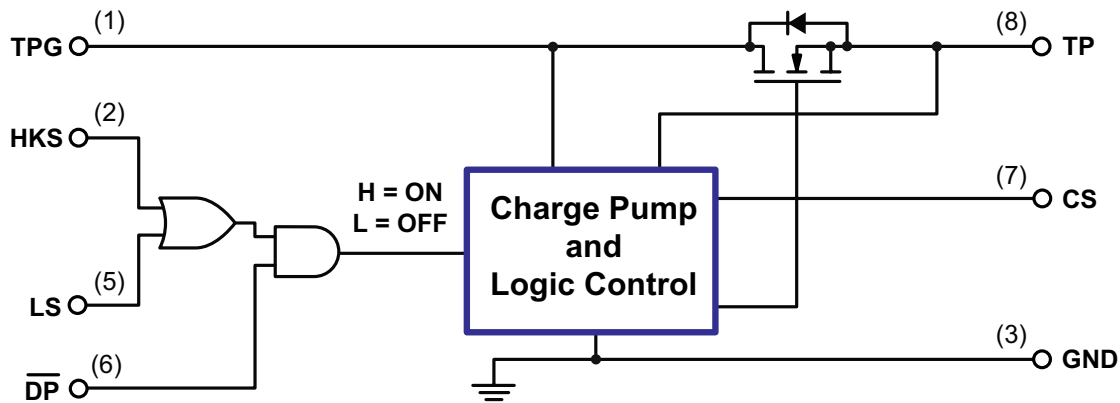 (1)
TPG
(8)
TP
(2)
HKS
H = ON
L = OFF
Charge Pump
and
Logic Control
(7)
CS
(5)
LS
(6)
D̅P̅
(3)
GND